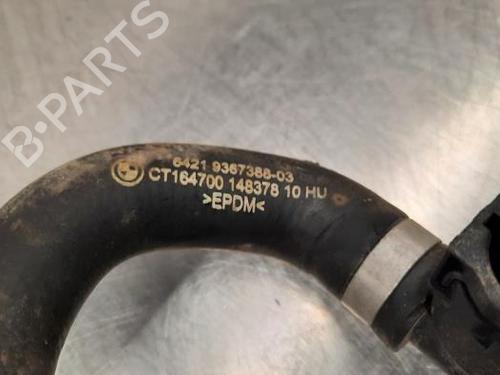 B-PARTS
6421 9367388-03
CT164700 148378 10 HU
>EPDM<